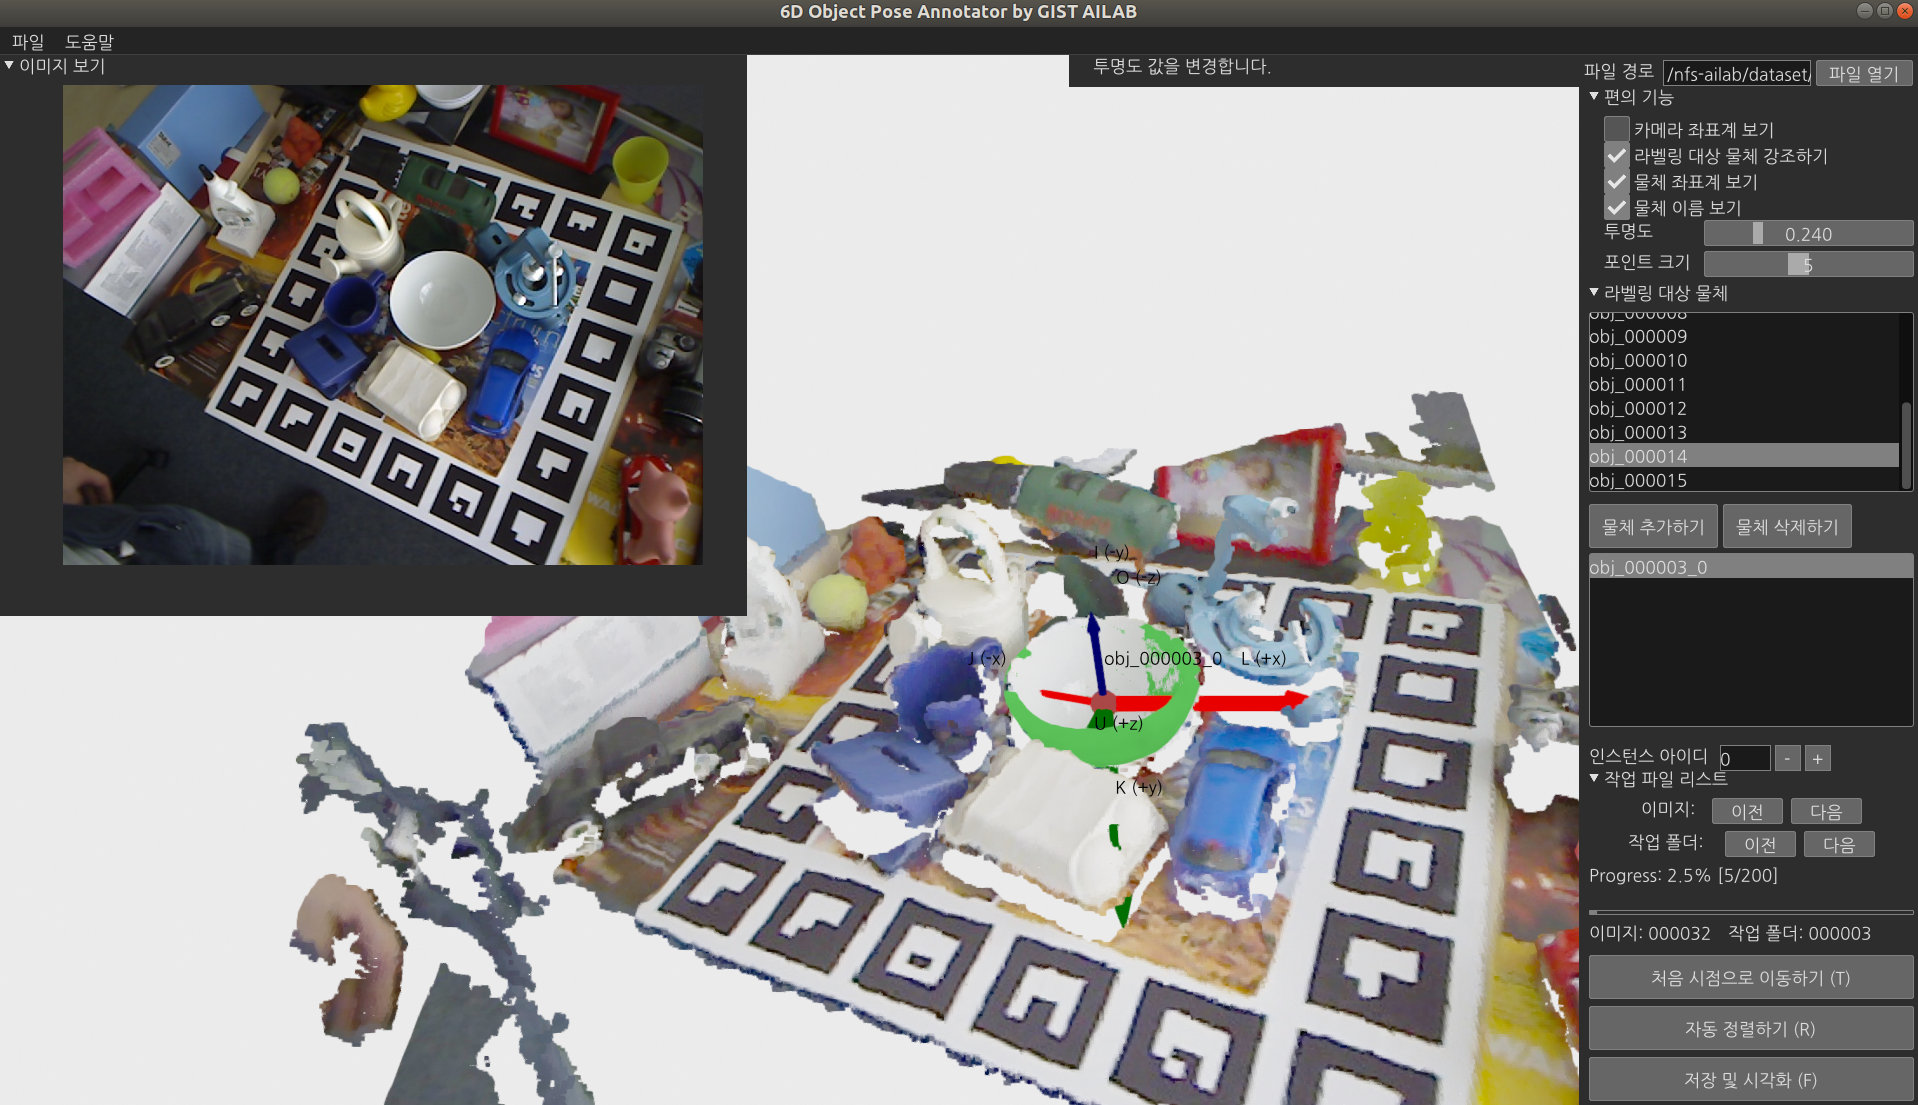 6D Object Pose Annotator by GIST AILAB
파일 도움말
이미지 보기
투명도 값을 변경합니다.
파일 경로 /nfs-ailab/dataset/ 파일 열기
편의 기능
카메라 좌표계 보기
라벨링 대상 물체 강조하기
물체 좌표계 보기
물체 이름 보기
투명도 0.240
포인트 크기 5
라벨링 대상 물체
obj_000008
obj_000009
obj_000010
obj_000011
obj_000012
obj_000013
obj_000014
obj_000015
물체 추가하기 물체 삭제하기
obj_000003_0
인스턴스 아이디 0 - +
작업 파일 리스트
이미지: 이전 다음
작업 폴더: 이전 다음
Progress: 2.5% [5/200]
이미지: 000032 작업 폴더: 000003
처음 시점으로 이동하기 (T)
자동 정렬하기 (R)
저장 및 시각화 (F)
I (-y)
O (-z)
J (-x) obj_000003_0 L (+x)
U (+z)
K (+y)